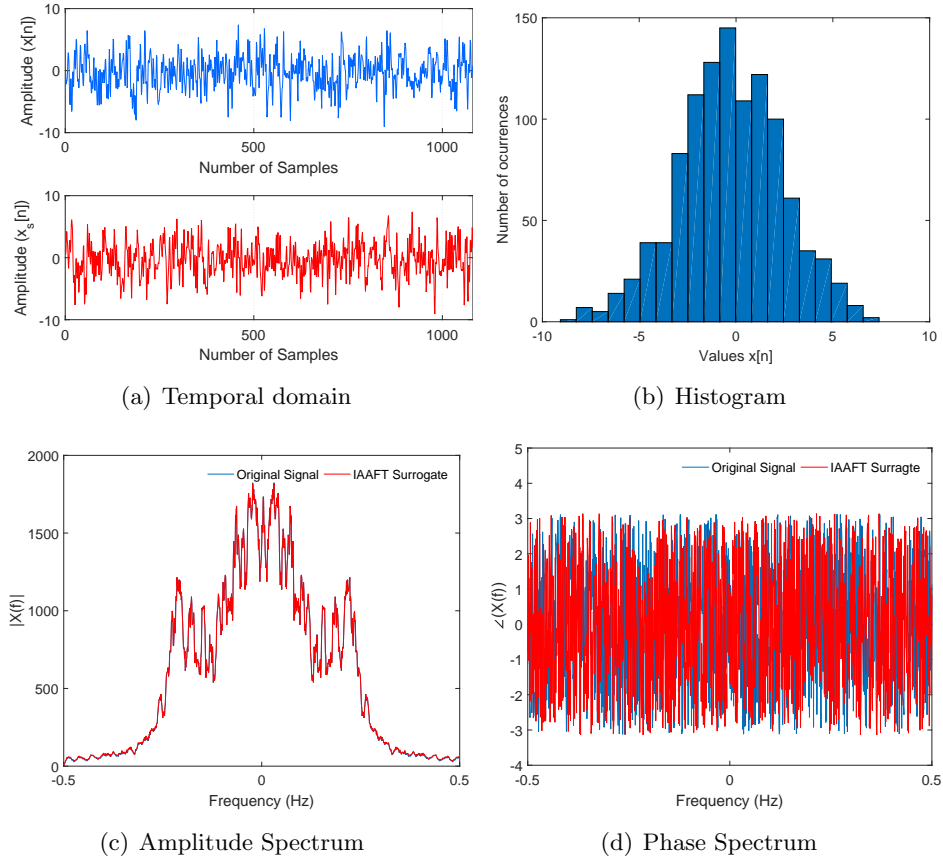 10
0
-10
Amplitude (x[n])
0
500
1000
Number of Samples
10
0
-10
Amplitude (x_s[n])
0
500
1000
Number of Samples
(a) Temporal domain
150
100
50
0
Number of ocurrences
-10
-5
0
5
10
Values x[n]
(b) Histogram
2000
1500
1000
500
0
|X(f)|
Original Signal
IAAFT Surrogate
-0.5
0
0.5
Frequency (Hz)
(c) Amplitude Spectrum
5
4
3
2
1
0
-1
-2
-3
-4
∠(X(f))
Original Signal
IAAFT Surragte
-0.5
0
0.5
Frequency (Hz)
(d) Phase Spectrum